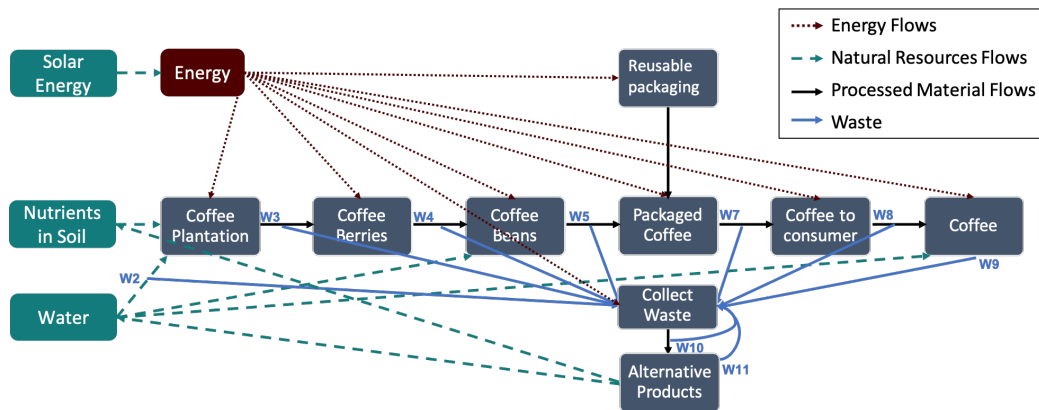 Energy Flows
Natural Resources Flows
Processed Material Flows
Waste
Solar
Energy
Energy
Reusable
packaging
Nutrients
in Soil
Coffee
Plantation
W3
Coffee
Berries
W4
Coffee
Beans
W5
Packaged
Coffee
W7
Coffee to
consumer
W8
Coffee
W2
W9
Water
Collect
Waste
W10
W11
Alternative
Products